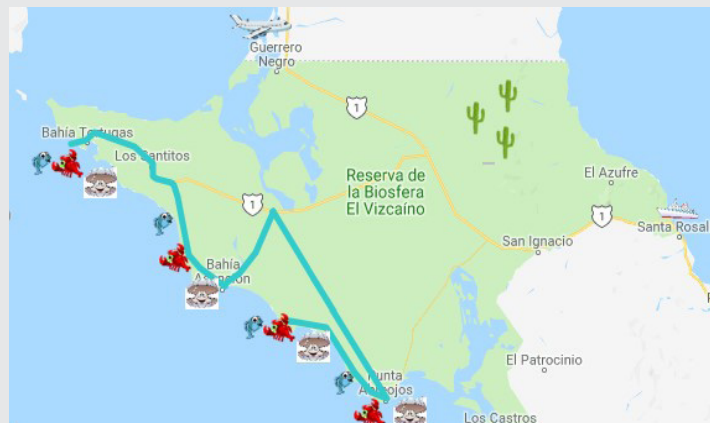 Guerrero
Negro
1
Bahía Tortugas
Los Santitos
Reserva de
la Biosfera
El Vizcaíno
El Azufre
1
1
Santa Rosal
San Ignacio
Bahía
Asunción
El Patrocinio
Punta
Abreojos
Los Castros